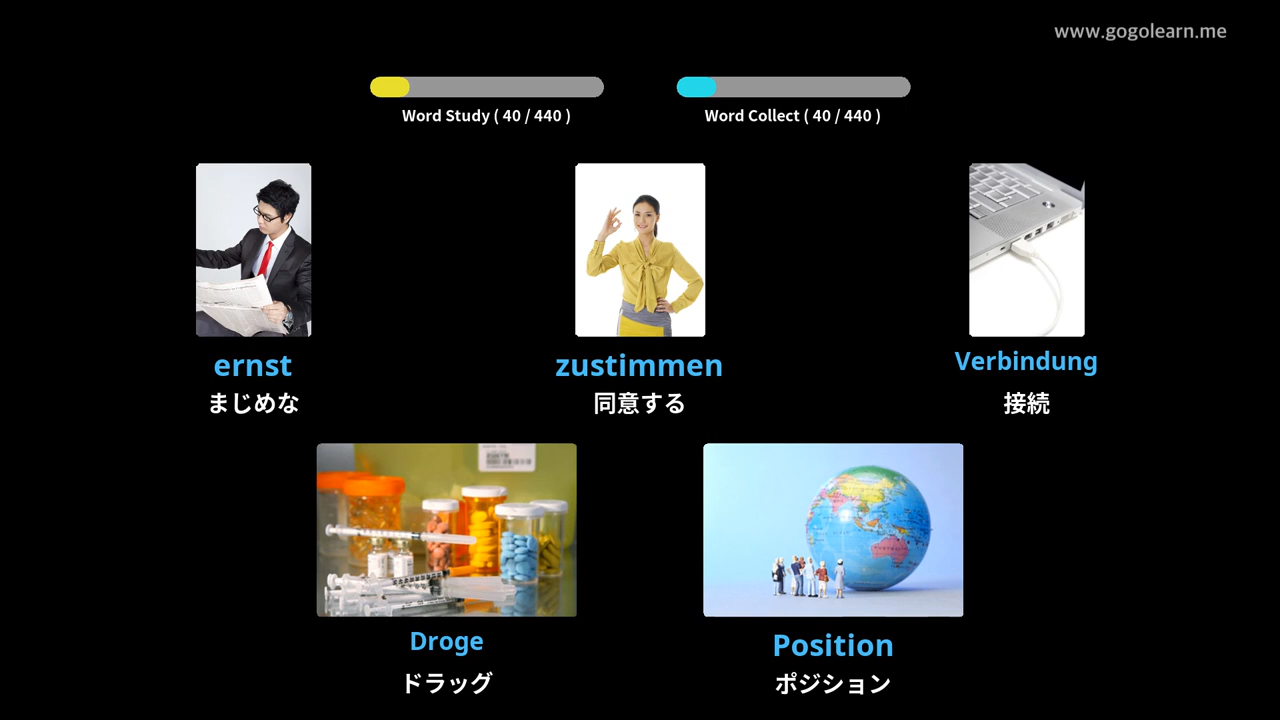 www.gogolearn.me
Word Study ( 40 / 440 )
Word Collect ( 40 / 440 )
ernst
まじめな
zustimmen
同意する
Verbindung
接続
Droge
ドラッグ
Position
ポジション